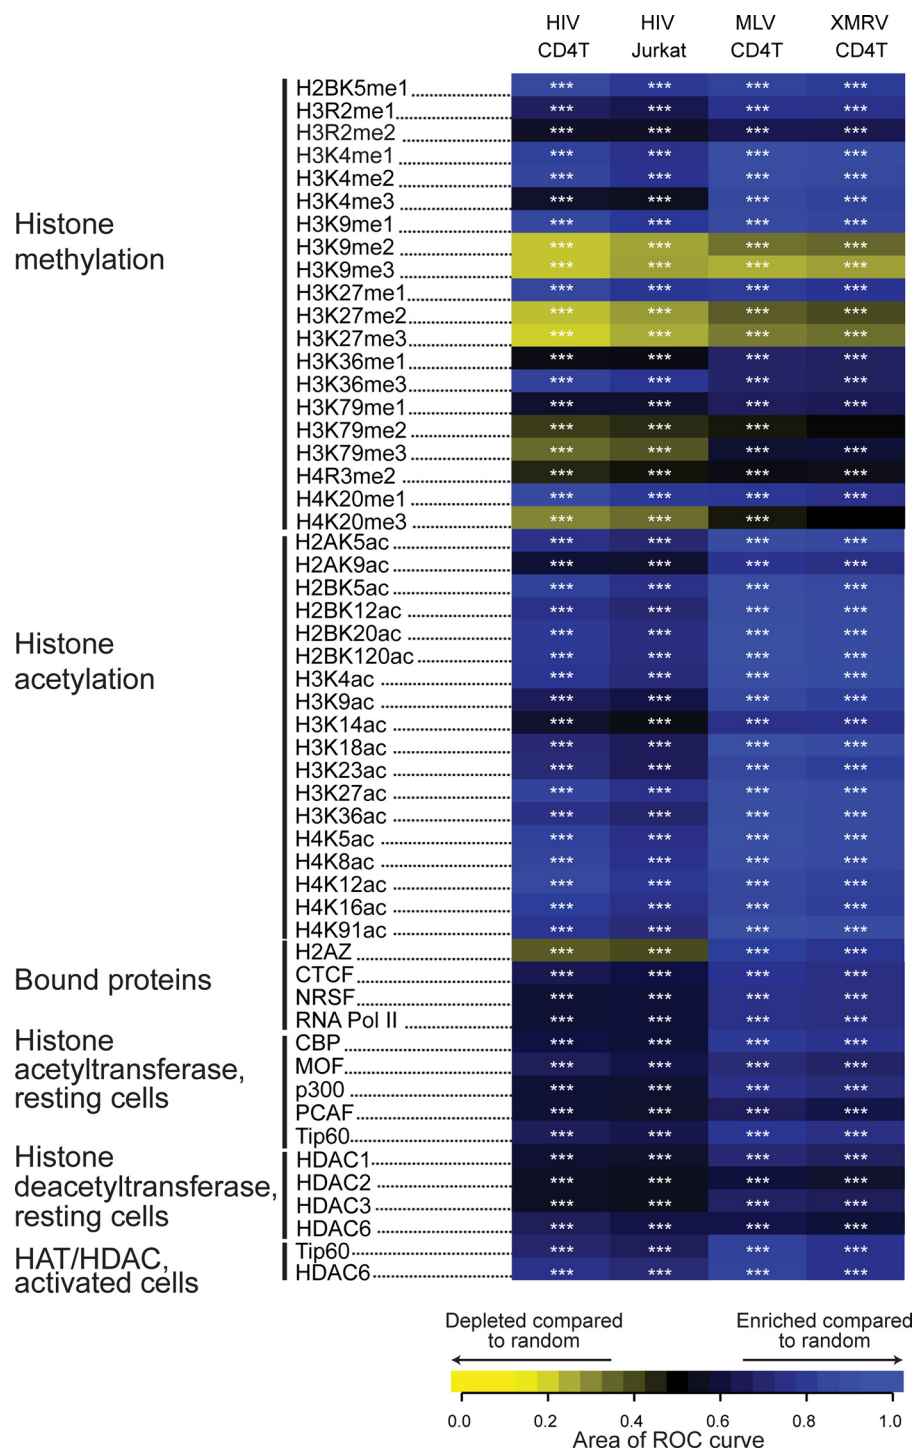 HIV HIV MLV XMRV
CD4T Jurkat CD4T CD4T
Histone
methylation
H2BK5me1 *** *** *** ***
H3R2me1 *** *** *** ***
H3R2me2 *** *** *** ***
H3K4me1 *** *** *** ***
H3K4me2 *** *** *** ***
H3K4me3 *** *** *** ***
H3K9me1 *** *** *** ***
H3K9me2 *** *** *** ***
H3K9me3 *** *** *** ***
H3K27me1 *** *** *** ***
H3K27me2 *** *** *** ***
H3K27me3 *** *** *** ***
H3K36me1 *** *** *** ***
H3K36me3 *** *** *** ***
H3K79me1 *** *** *** ***
H3K79me2 *** *** ***
H3K79me3 *** *** *** ***
H4R3me2 *** *** *** ***
H4K20me1 *** *** *** ***
H4K20me3 *** *** ***
Histone
acetylation
H2AK5ac *** *** *** ***
H2AK9ac *** *** *** ***
H2BK5ac *** *** *** ***
H2BK12ac *** *** *** ***
H2BK20ac *** *** *** ***
H2BK120ac *** *** *** ***
H3K4ac *** *** *** ***
H3K9ac *** *** *** ***
H3K14ac *** *** *** ***
H3K18ac *** *** *** ***
H3K23ac *** *** *** ***
H3K27ac *** *** *** ***
H3K36ac *** *** *** ***
H4K5ac *** *** *** ***
H4K8ac *** *** *** ***
H4K12ac *** *** *** ***
H4K16ac *** *** *** ***
H4K91ac *** *** *** ***
Bound proteins
H2AZ *** *** *** ***
CTCF *** *** *** ***
NRSF *** *** *** ***
RNA Pol II *** *** *** ***
Histone
acetyltransferase,
resting cells
CBP *** *** *** ***
MOF *** *** *** ***
p300 *** *** *** ***
PCAF *** *** *** ***
Tip60 *** *** *** ***
Histone
deacetyltransferase,
resting cells
HDAC1 *** *** *** ***
HDAC2 *** *** *** ***
HDAC3 *** *** *** ***
HDAC6 *** *** *** ***
HAT/HDAC,
activated cells
Tip60 *** *** *** ***
HDAC6 *** *** *** ***
Depleted compared
to random
Enriched compared
to random
0.0 0.2 0.4 0.6 0.8 1.0
Area of ROC curve